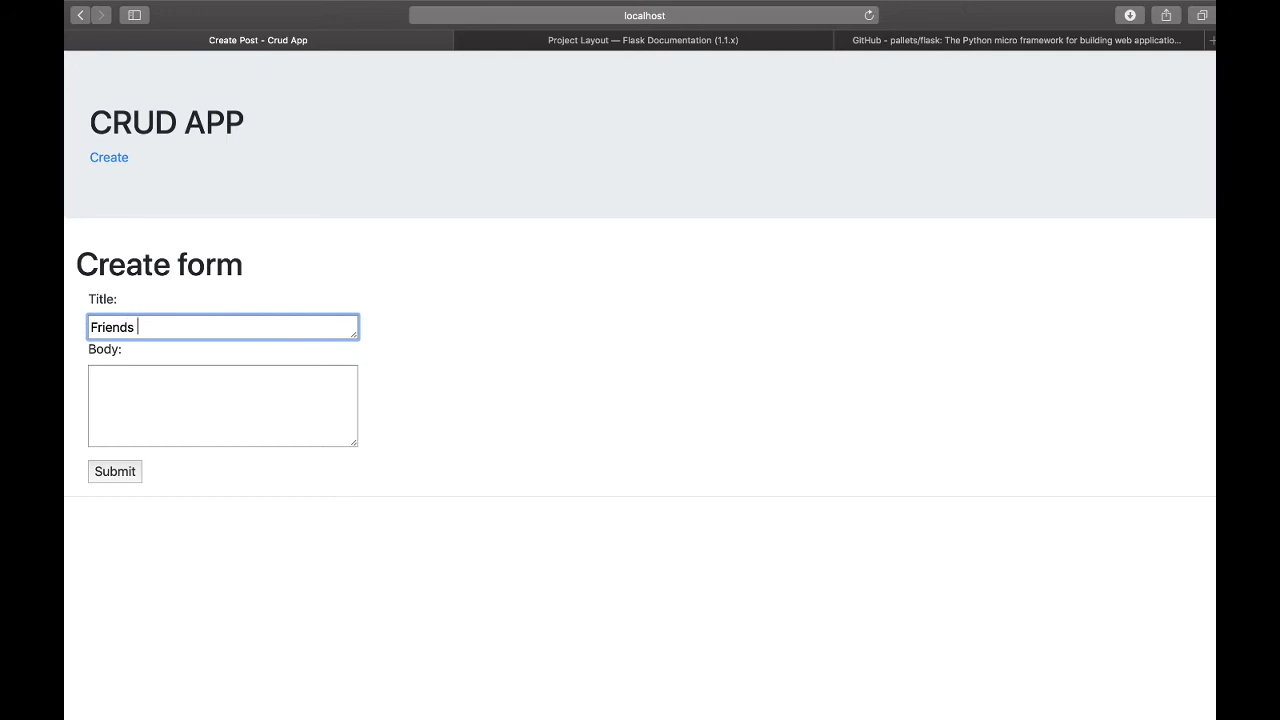 localhost
Create Post - Crud App
Project Layout — Flask Documentation (1.1.x)
GitHub - pallets/flask: The Python micro framework for building web applicatio...
CRUD APP
Create
Create form
Title:
Friends
Body:
Submit